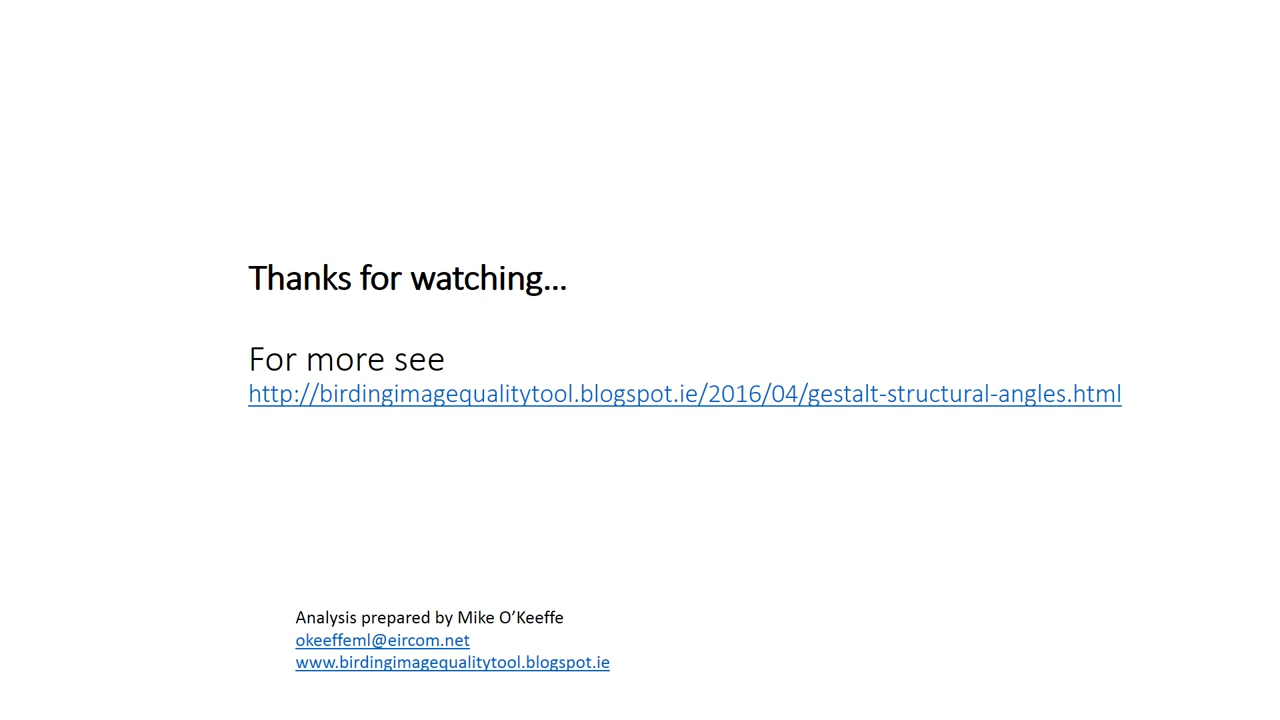 Thanks for watching...
For more see
http://birdingimagequalitytool.blogspot.ie/2016/04/gestalt-structural-angles.html
Analysis prepared by Mike O’Keeffe
okeeffeml@eircom.net
www.birdingimagequalitytool.blogspot.ie